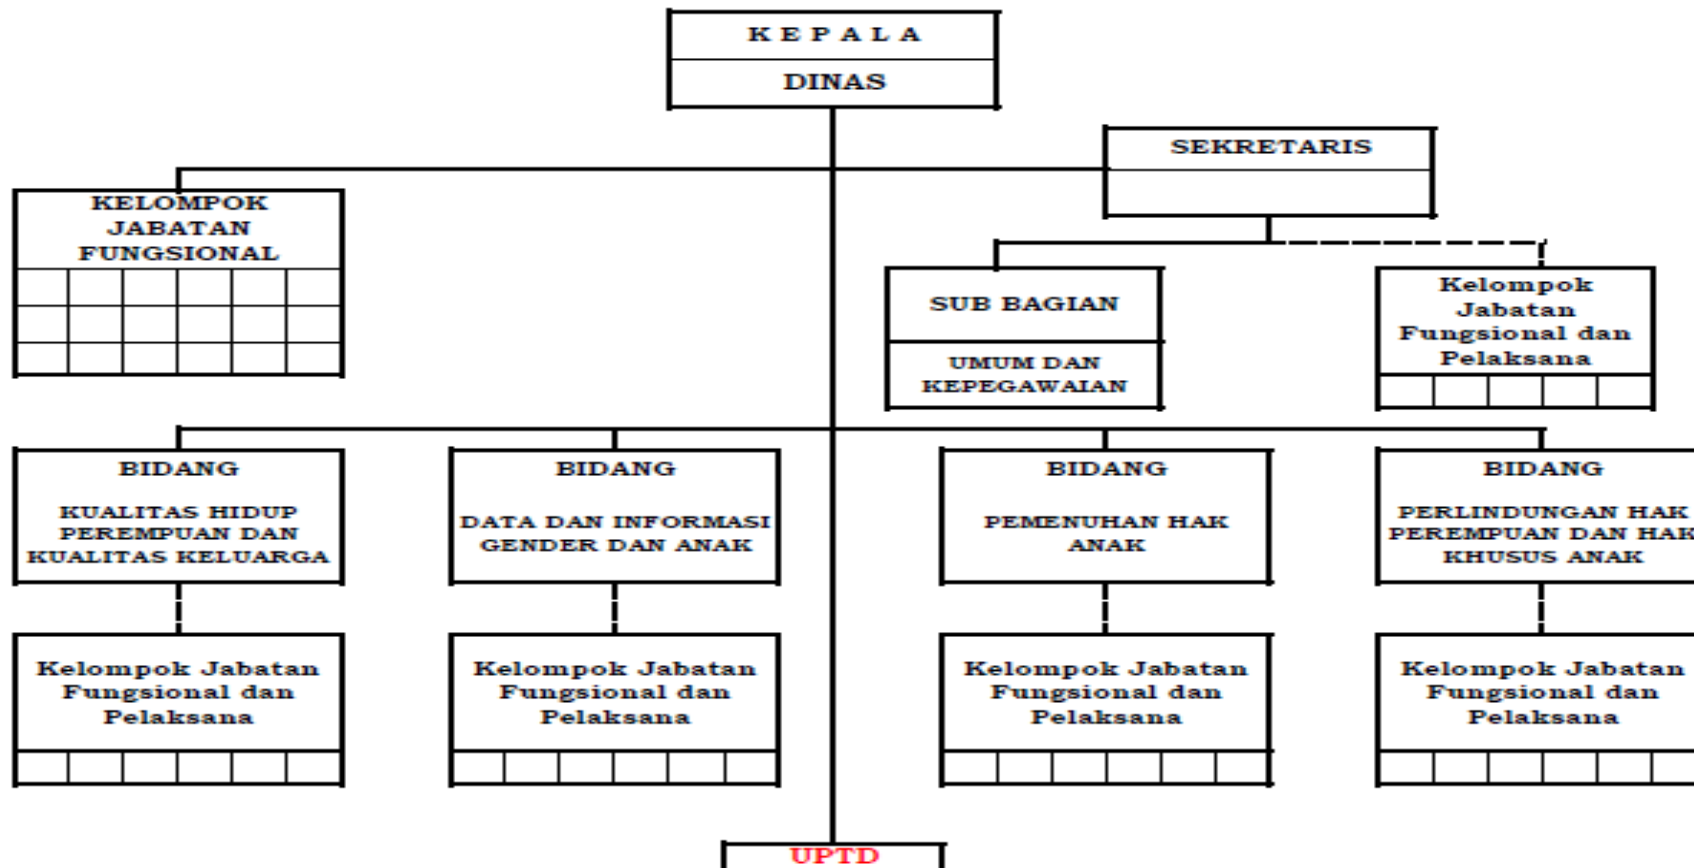 K E P A L A
DINAS
SEKRETARIS
KELOMPOK
JABATAN
FUNGSIONAL
SUB BAGIAN
UMUM DAN
KEPEGAWAIAN
Kelompok
Jabatan
Fungsional dan
Pelaksana
BIDANG
KUALITAS HIDUP
PEREMPUAN DAN
KUALITAS KELUARGA
BIDANG
DATA DAN INFORMASI
GENDER DAN ANAK
BIDANG
PEMENUHAN HAK
ANAK
BIDANG
PERLINDUNGAN HAK
PEREMPUAN DAN HAK
KHUSUS ANAK
Kelompok Jabatan
Fungsional dan
Pelaksana
Kelompok Jabatan
Fungsional dan
Pelaksana
Kelompok Jabatan
Fungsional dan
Pelaksana
Kelompok Jabatan
Fungsional dan
Pelaksana
UPTD